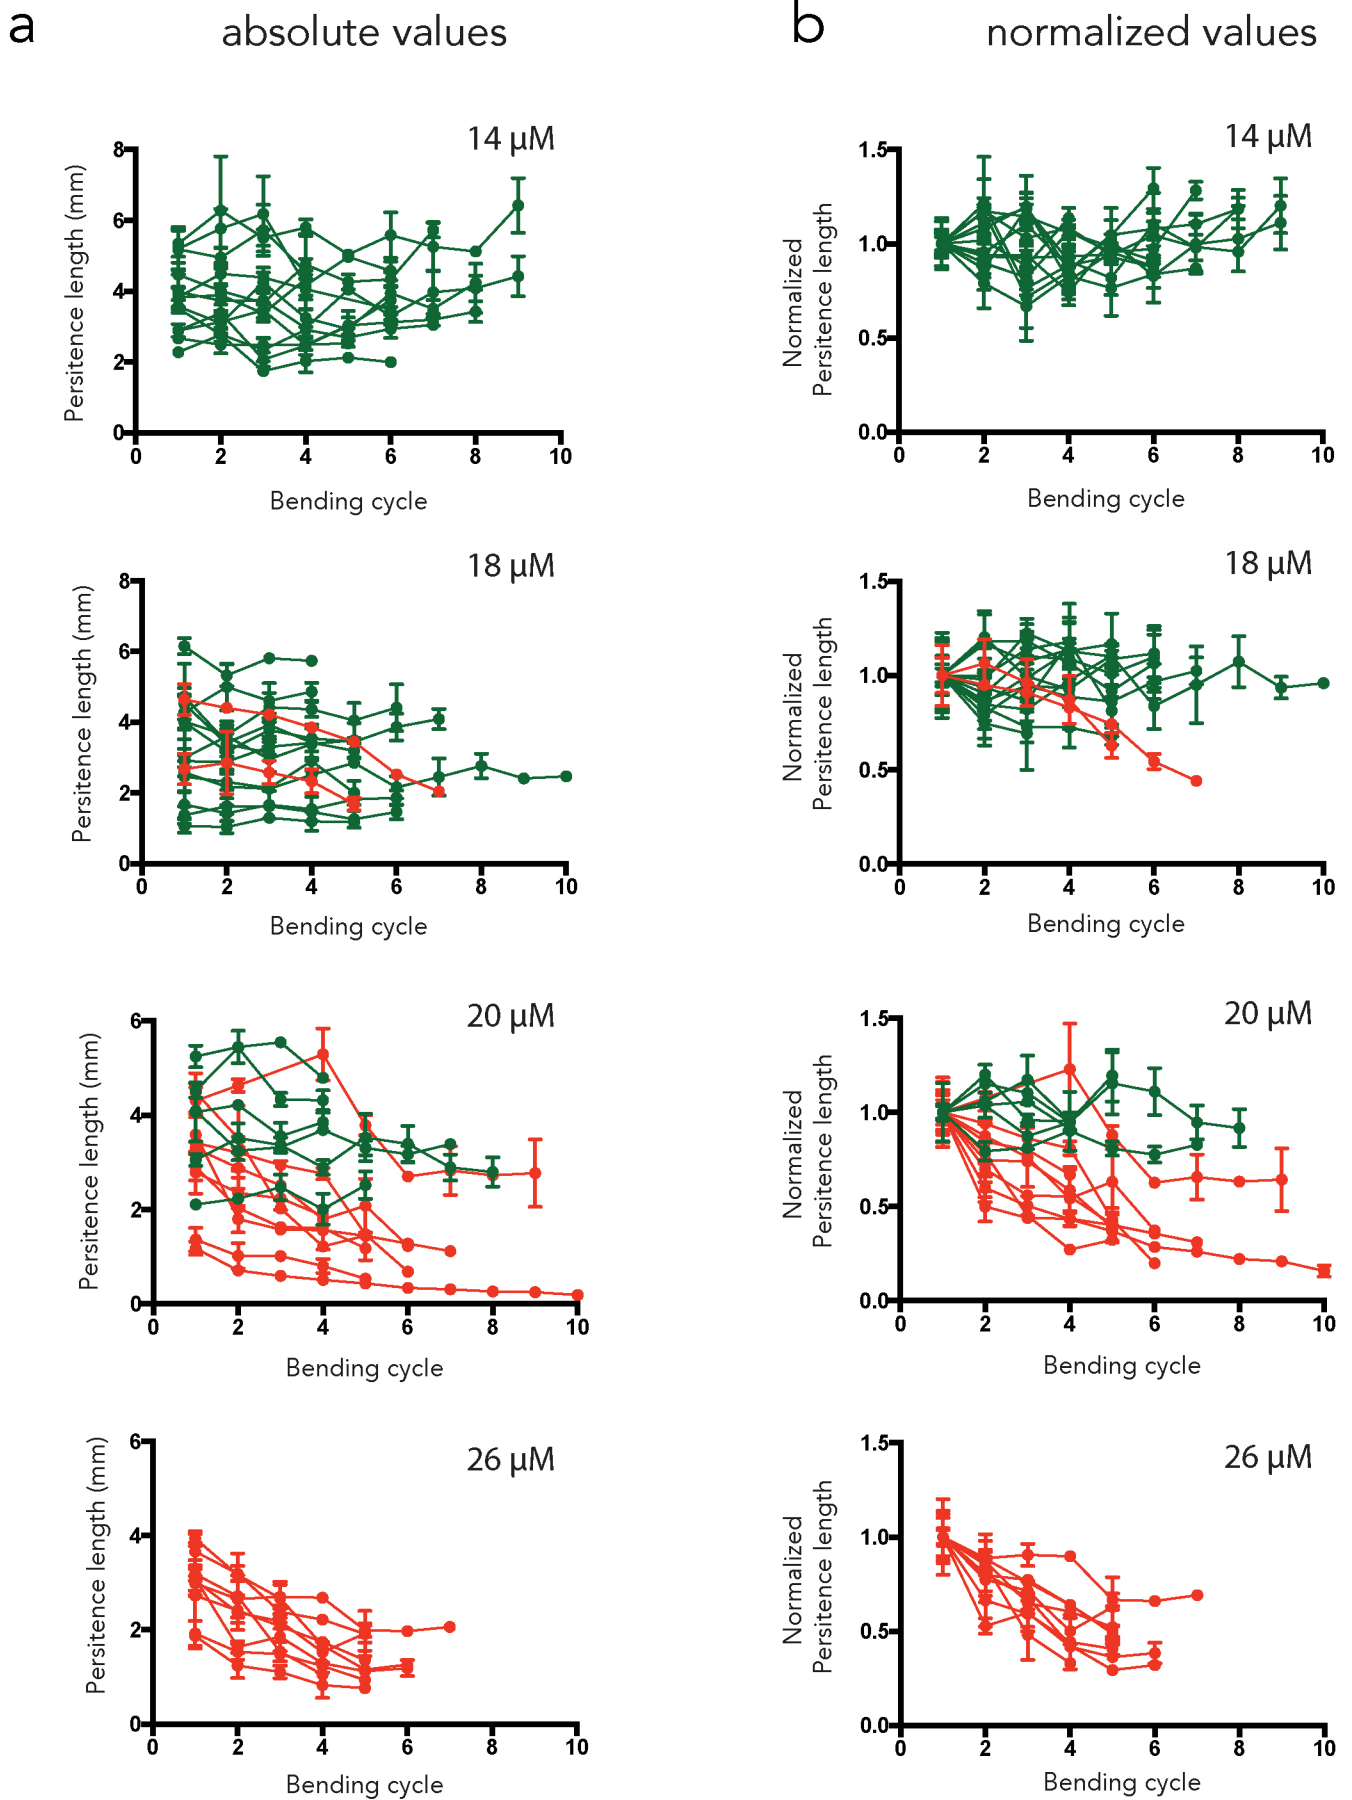 a absolute values b normalized values
14 µM
8
6
4
2
0
0 2 4 6 8 10
Persitence length (mm)
Bending cycle
14 µM
1.5
1.0
0.5
0.0
0 2 4 6 8 10
Normalized
Persitence length
Bending cycle
18 µM
8
6
4
2
0
0 2 4 6 8 10
Persitence length (mm)
Bending cycle
18 µM
1.5
1.0
0.5
0.0
0 2 4 6 8 10
Normalized
Persitence length
Bending cycle
20 µM
6
4
2
0
0 2 4 6 8 10
Persitence length (mm)
Bending cycle
20 µM
1.5
1.0
0.5
0.0
0 2 4 6 8 10
Normalized
Persitence length
Bending cycle
26 µM
6
4
2
0
0 2 4 6 8 10
Persitence length (mm)
Bending cycle
26 µM
1.5
1.0
0.5
0.0
0 2 4 6 8 10
Normalized
Persitence length
Bending cycle